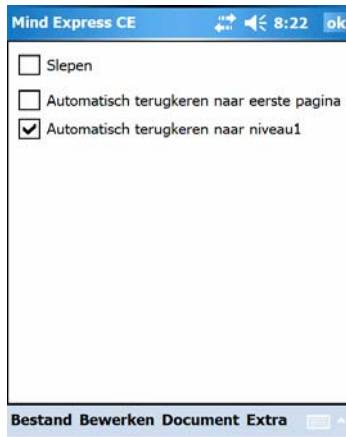 Mind Express CE 8:22 ok
Slepen
Automatisch terugkeren naar eerste pagina
Automatisch terugkeren naar niveau1
Bestand Bewerken Document Extra